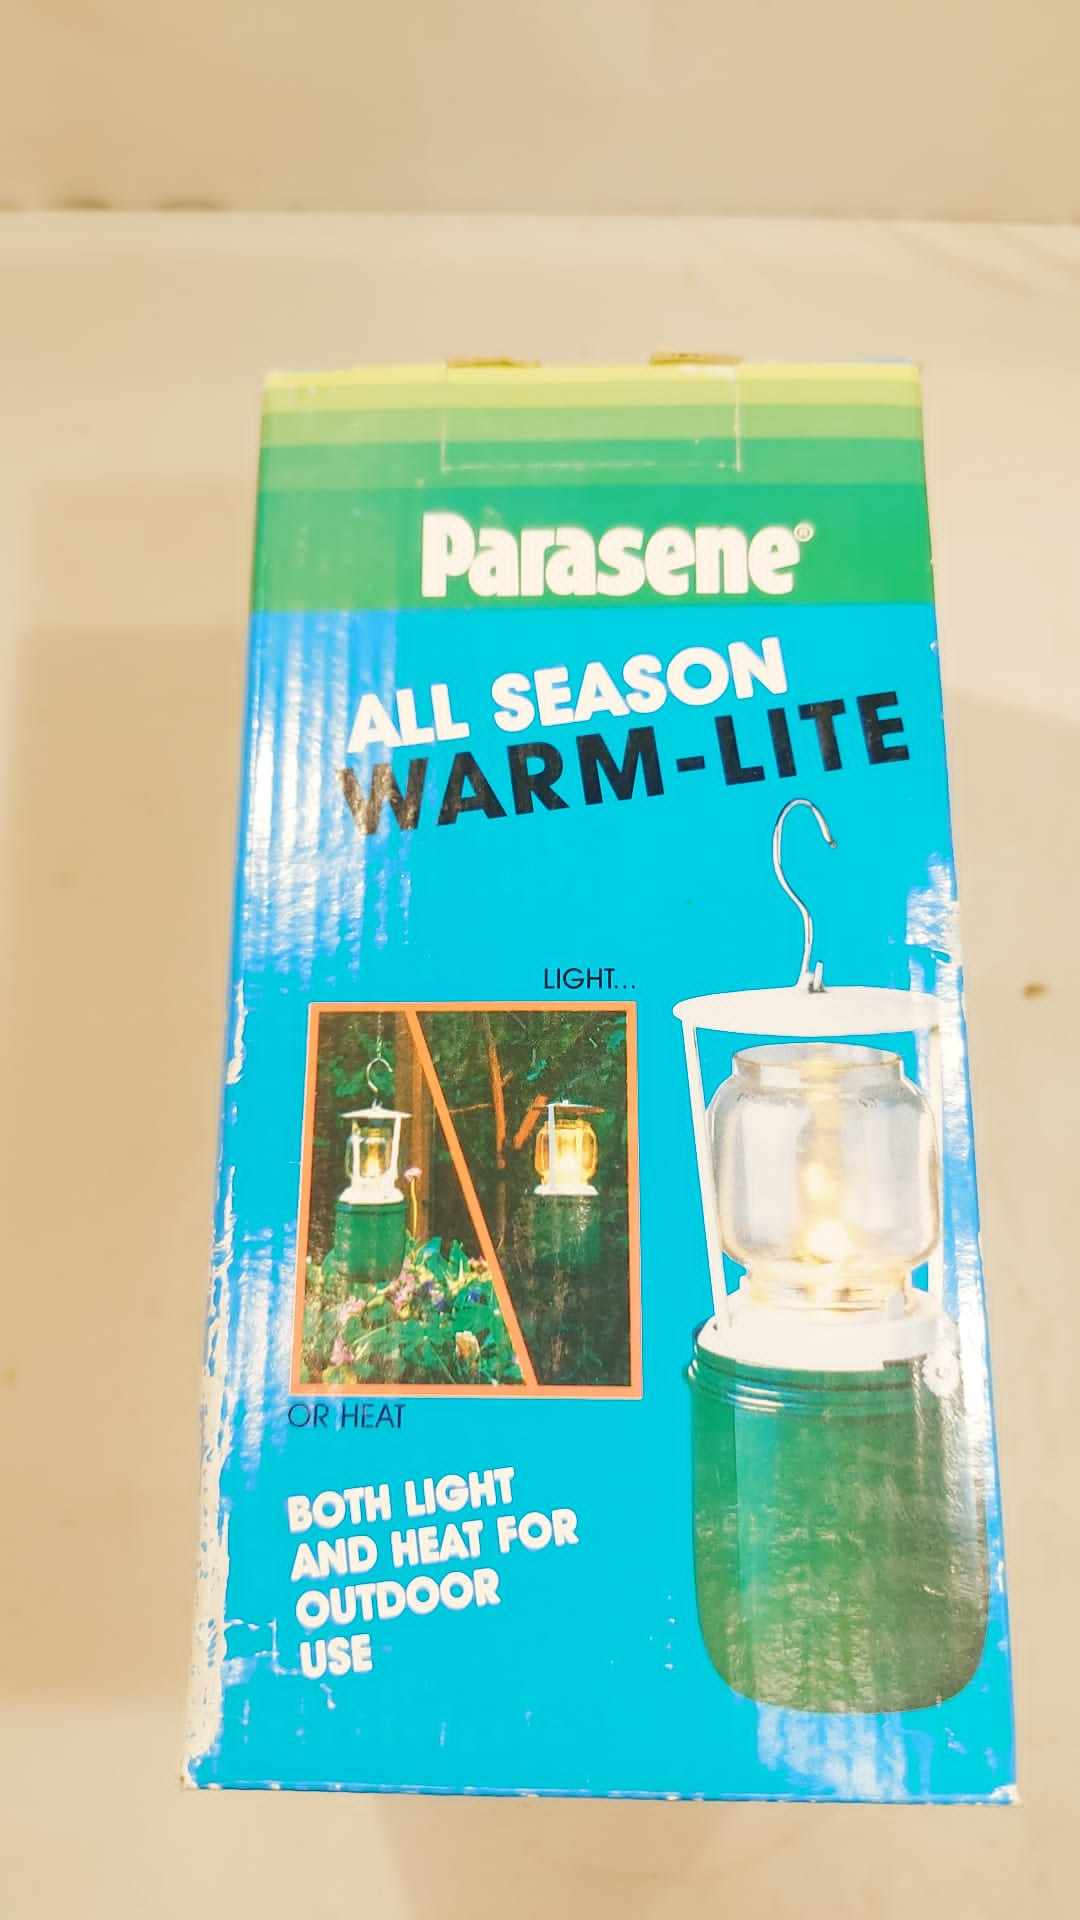 Parasene®
ALL SEASON
WARM-LITE
LIGHT...
OR HEAT
BOTH LIGHT
AND HEAT FOR
OUTDOOR
USE